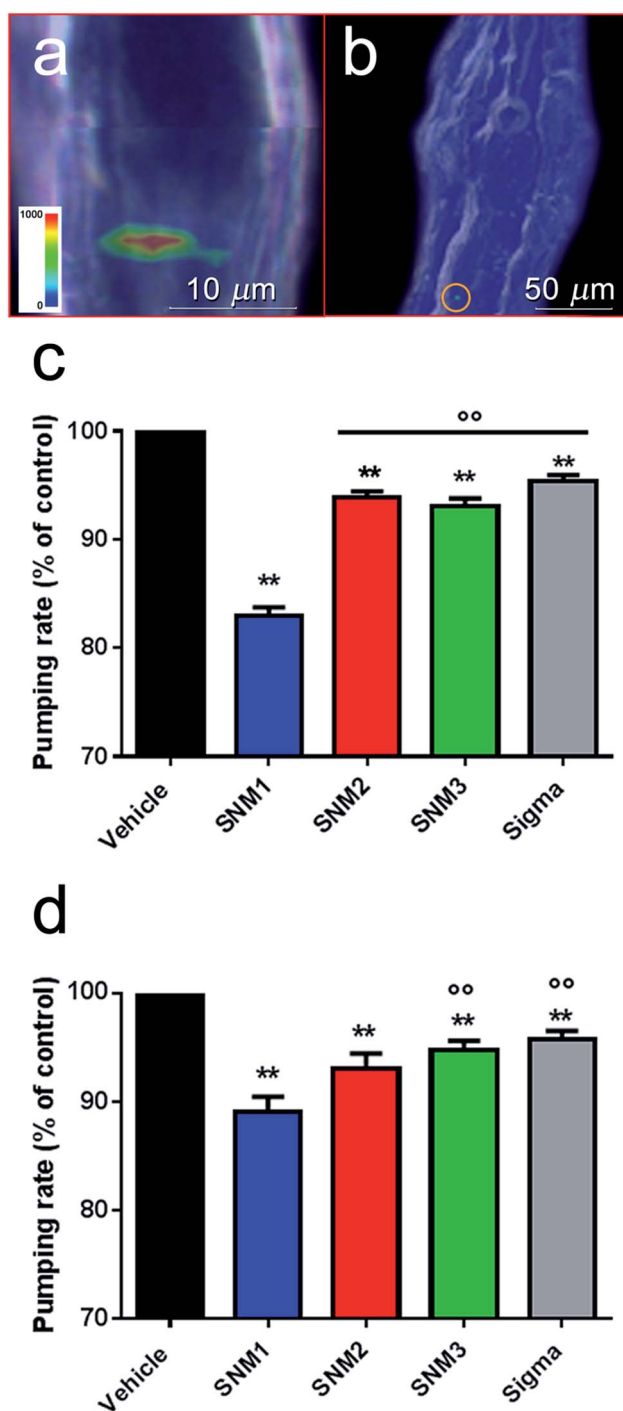 a
b
1000
0
10 μm
50 μm
c
Pumping rate (% of control)
100
90
80
70
**
**
**
**
°°
Vehicle
SNM1
SNM2
SNM3
Sigma
d
Pumping rate (% of control)
100
90
80
70
**
**
°°
**
°°
**
Vehicle
SNM1
SNM2
SNM3
Sigma